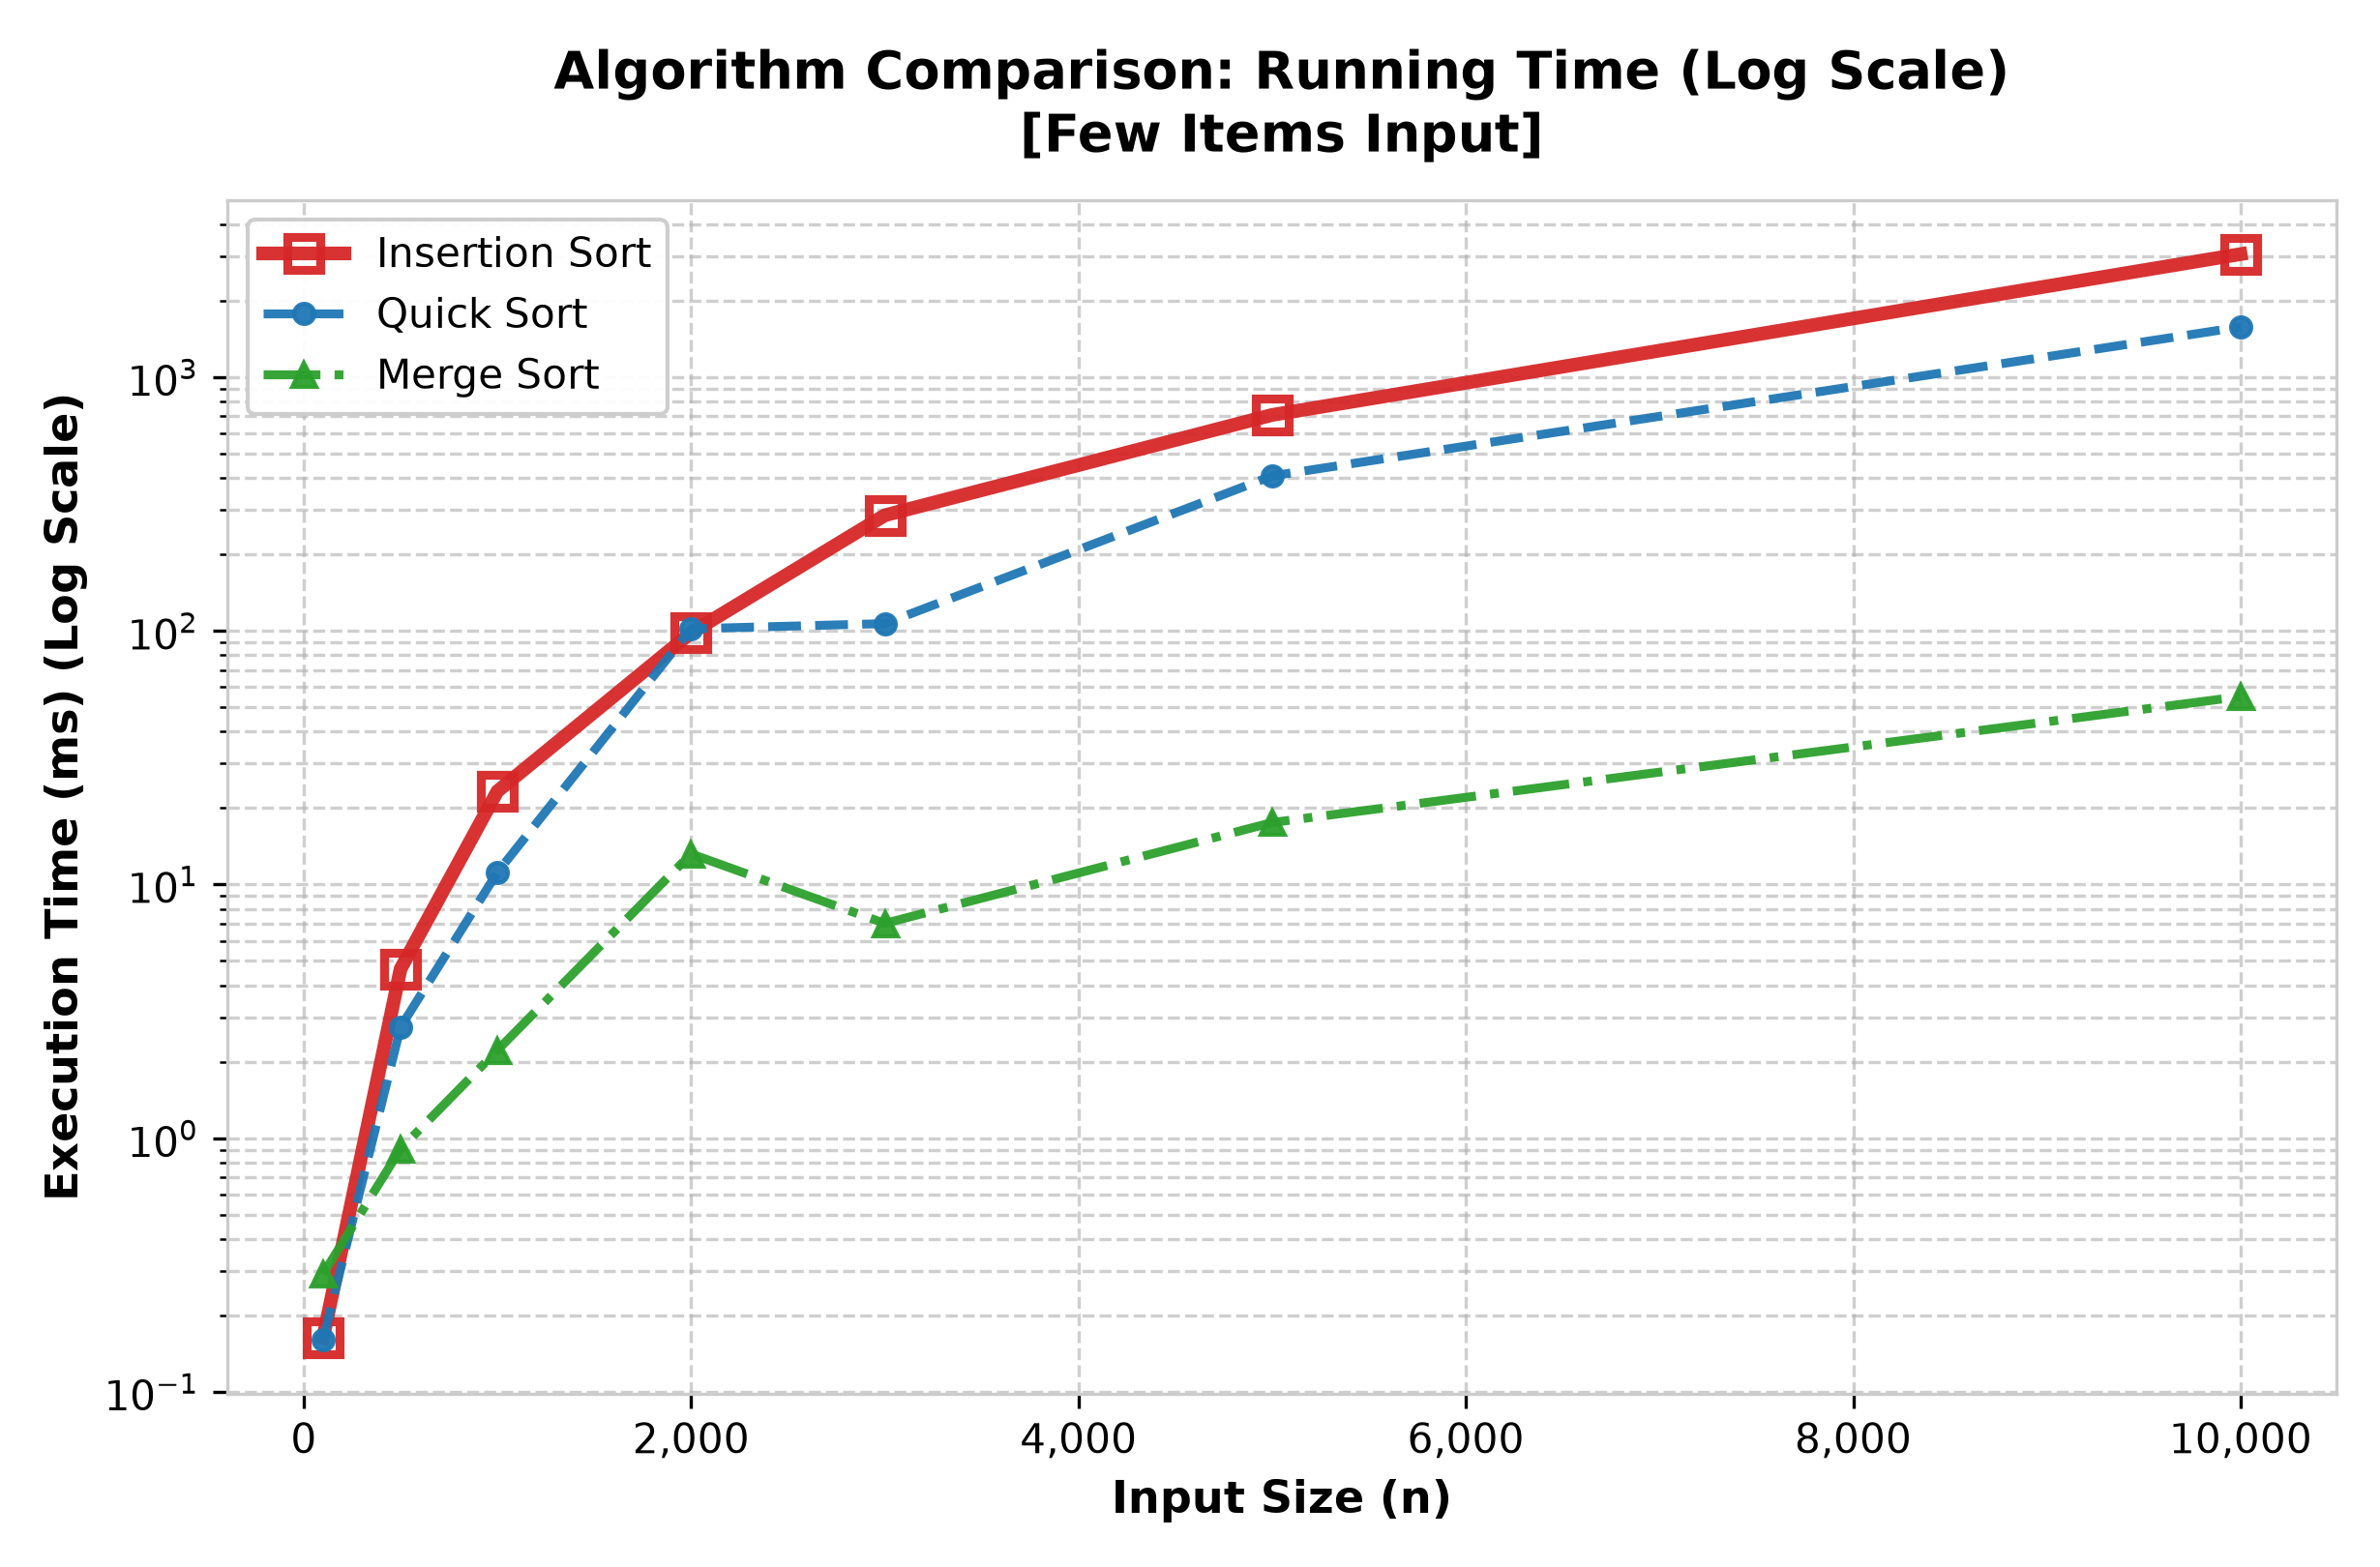 Algorithm Comparison: Running Time (Log Scale)
[Few Items Input]
Insertion Sort
Quick Sort
Merge Sort
Execution Time (ms) (Log Scale)
10³
10²
10¹
10⁰
10⁻¹
0 2,000 4,000 6,000 8,000 10,000
Input Size (n)